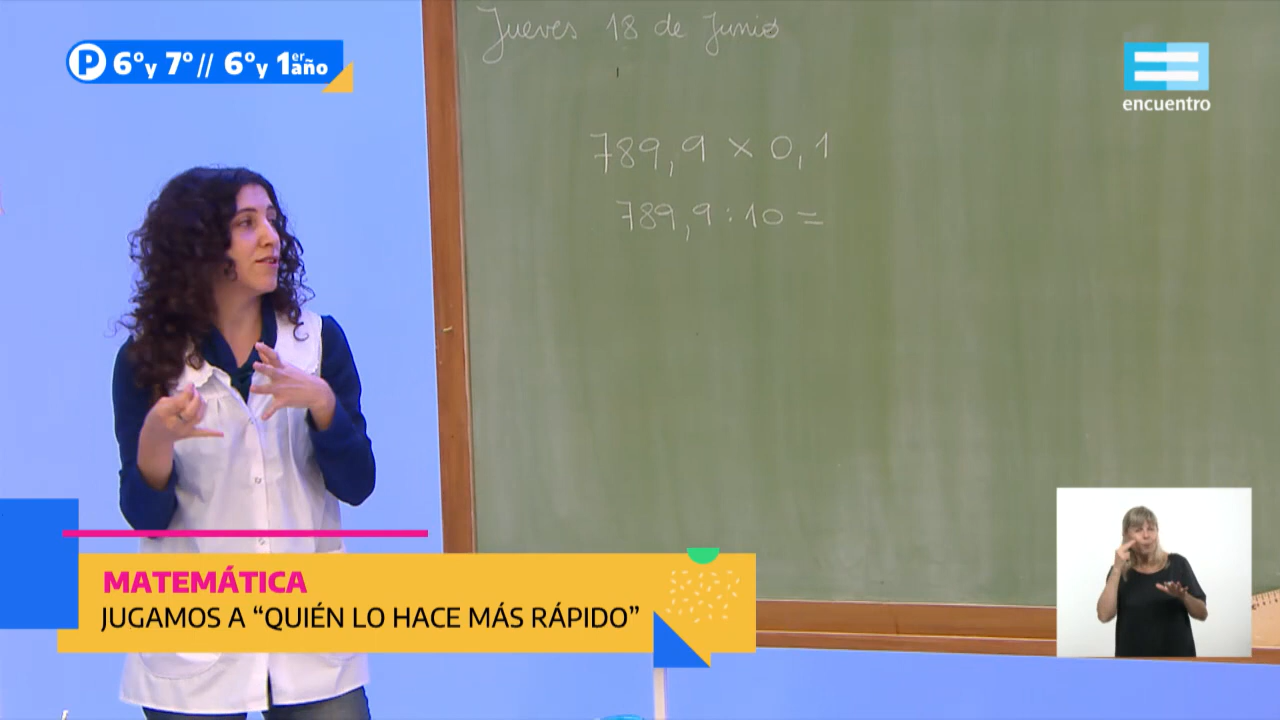 P 6º y 7º // 6º y 1er año
encuentro
Jueves 18 de Junio
789,9 × 0,1
789,9 : 10 =
MATEMÁTICA
JUGAMOS A “QUIÉN LO HACE MÁS RÁPIDO”